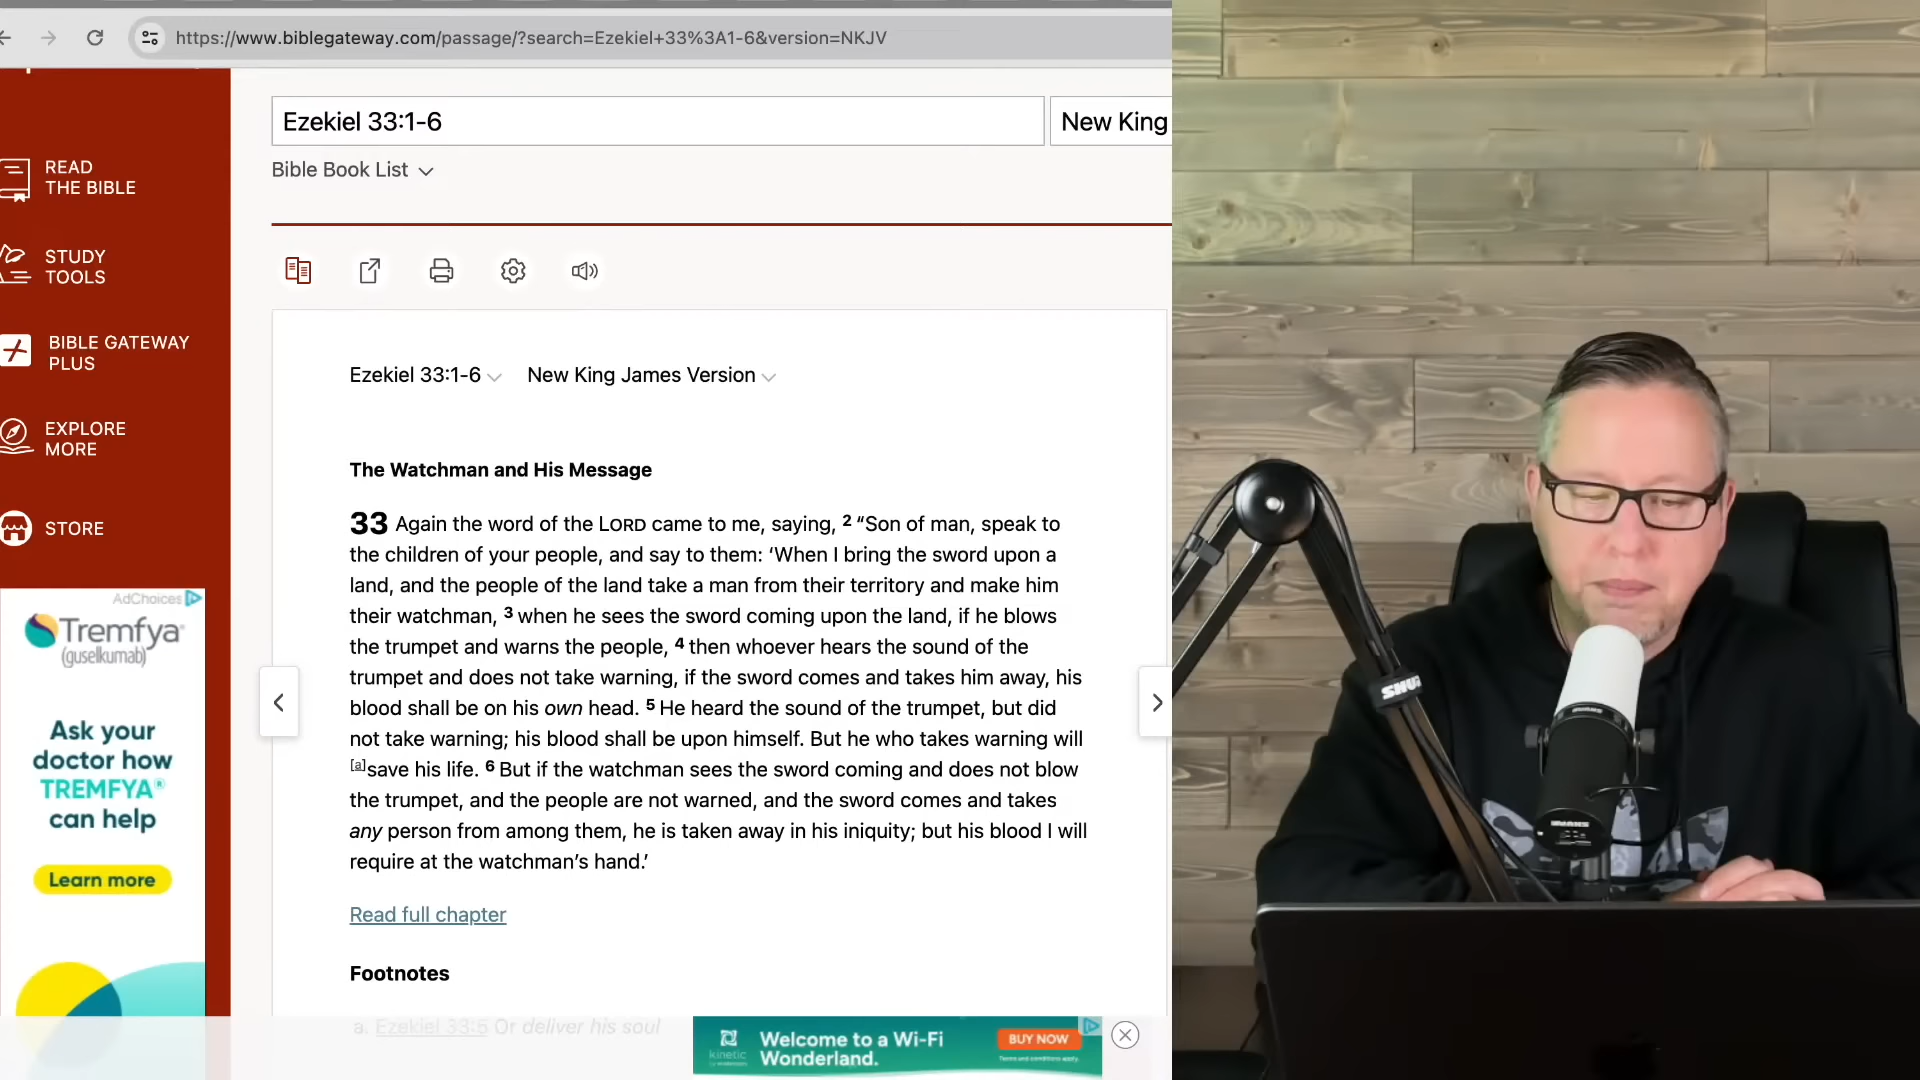 https://www.biblegateway.com/passage/?search=Ezekiel+33%3A1-6&version=NKJV
Ezekiel 33:1-6
New King
Bible Book List
READ
THE BIBLE
STUDY
TOOLS
BIBLE GATEWAY
PLUS
EXPLORE
MORE
STORE
Ezekiel 33:1-6
New King James Version
The Watchman and His Message
33 Again the word of the LORD came to me, saying, 2 “Son of man, speak to
the children of your people, and say to them: ‘When I bring the sword upon a
land, and the people of the land take a man from their territory and make him
their watchman, 3 when he sees the sword coming upon the land, if he blows
the trumpet and warns the people, 4 then whoever hears the sound of the
trumpet and does not take warning, if the sword comes and takes him away, his
blood shall be on his own head. 5 He heard the sound of the trumpet, but did
not take warning; his blood shall be upon himself. But he who takes warning will
[a]save his life. 6 But if the watchman sees the sword coming and does not blow
the trumpet, and the people are not warned, and the sword comes and takes
any person from among them, he is taken away in his iniquity; but his blood I will
require at the watchman’s hand.’
Read full chapter
Footnotes
a. Ezekiel 33:5 Or deliver his soul
AdChoices
Tremfya®
(guselkumab)
Ask your
doctor how
TREMFYA®
can help
Learn more
kinetic
Welcome to a Wi-Fi
Wonderland.
BUY NOW
Terms and conditions apply.
SHU